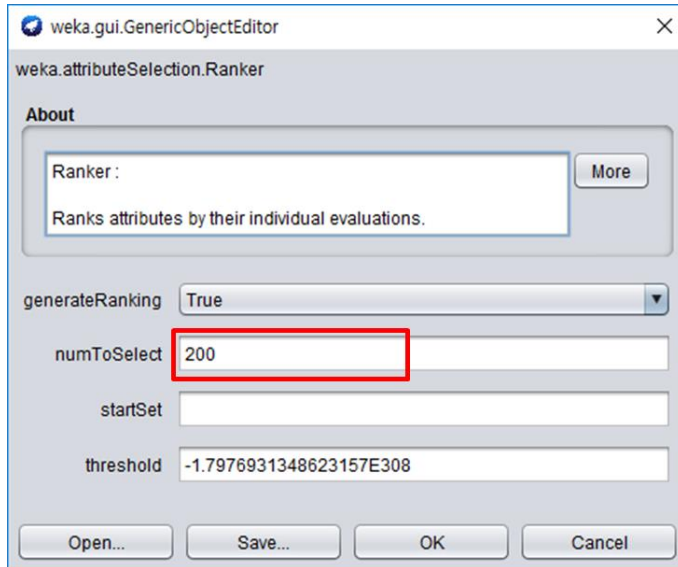 weka.gui.GenericObjectEditor
weka.attributeSelection.Ranker
About
Ranker :
More
Ranks attributes by their individual evaluations.
generateRanking True
numToSelect 200
startSet
threshold -1.7976931348623157E308
Open... Save... OK Cancel